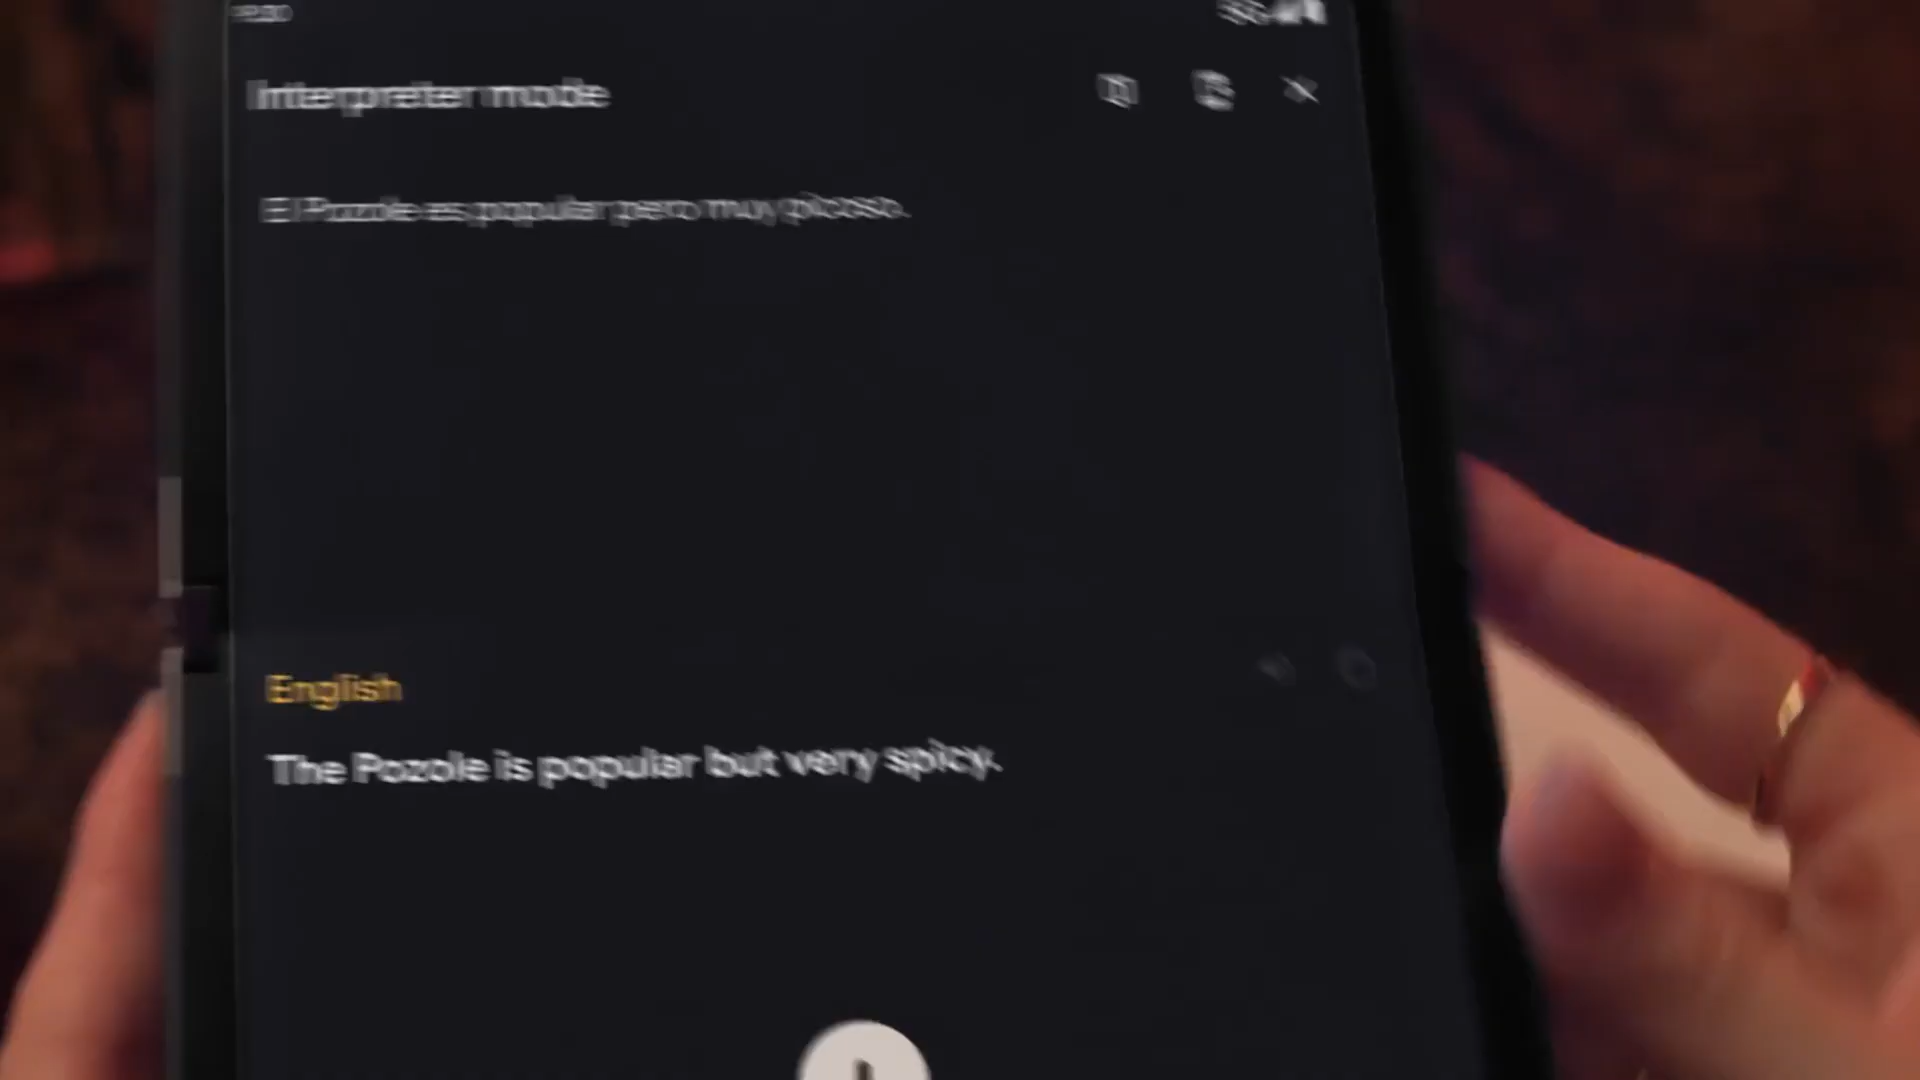 Interpreter mode
El Pozole es popular pero muy picoso.
English
The Pozole is popular but very spicy.